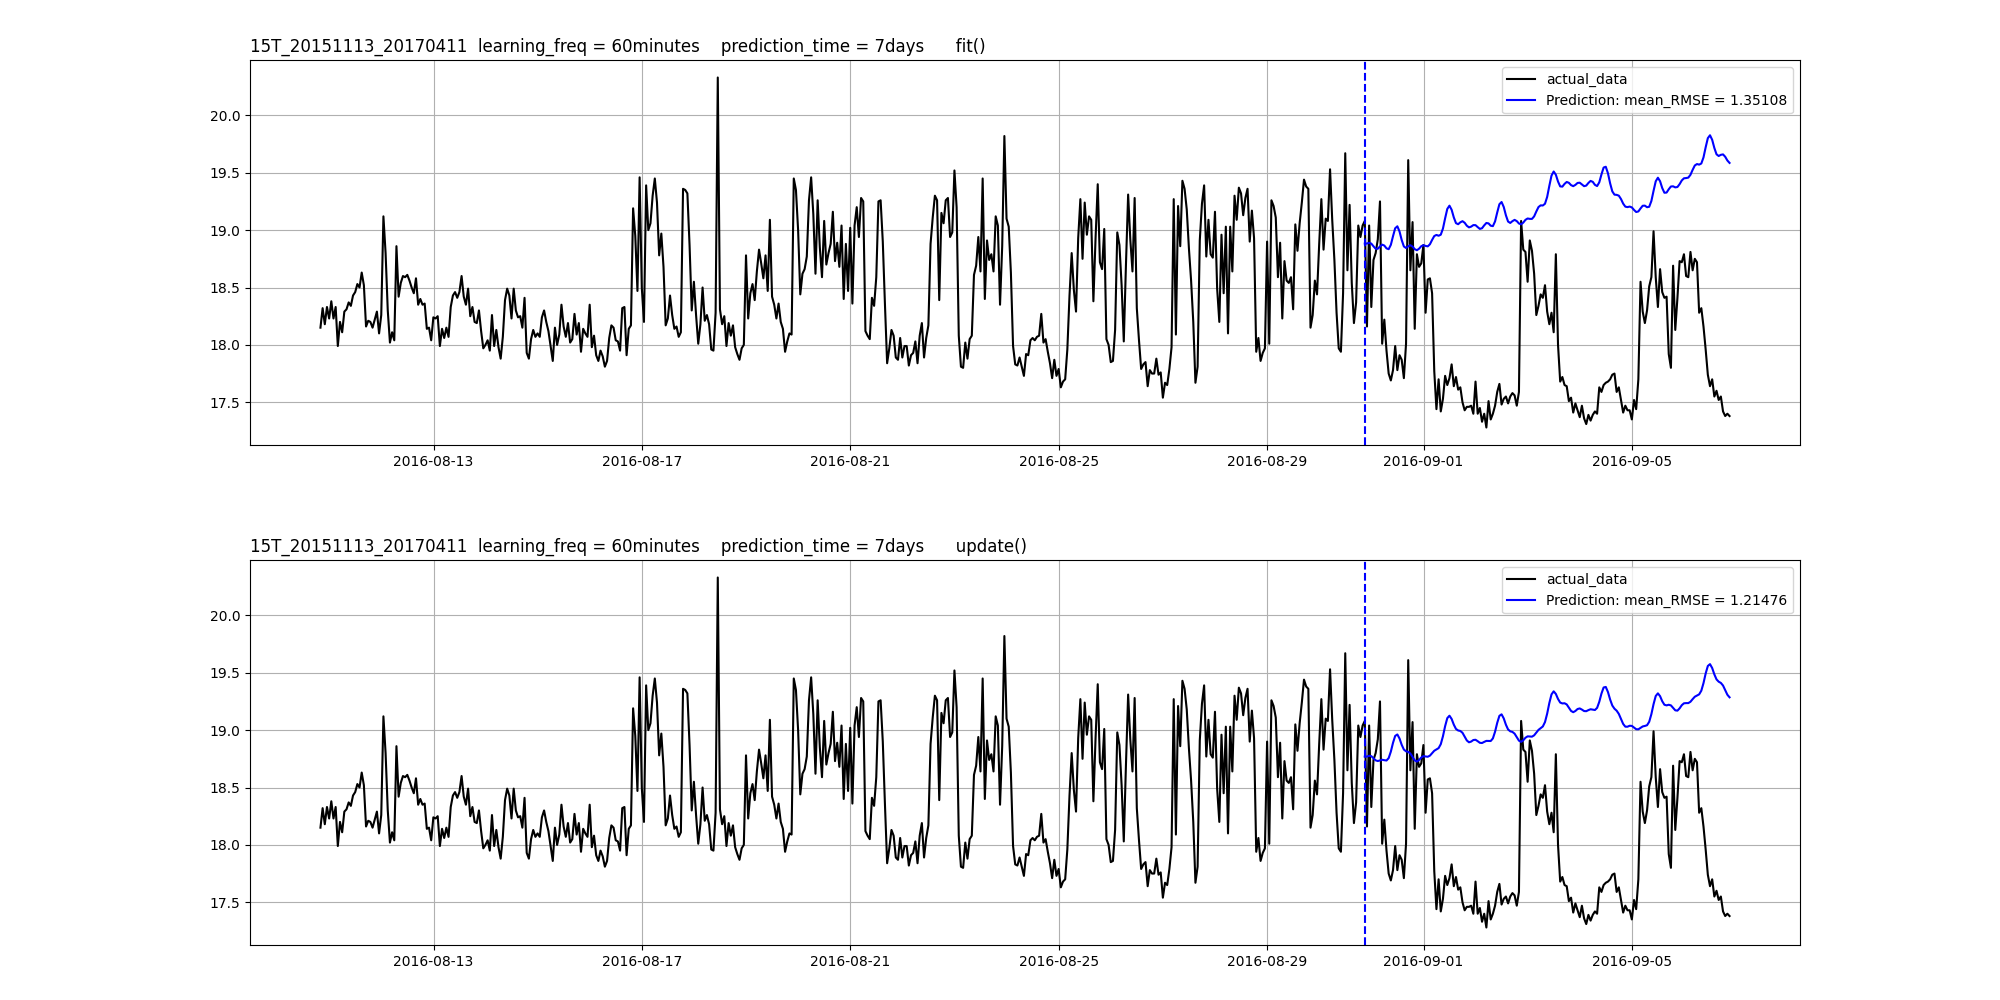 15T_20151113_20170411  learning_freq = 60minutes    prediction_time = 7days      fit()
actual_data
Prediction: mean_RMSE = 1.35108
20.0
19.5
19.0
18.5
18.0
17.5
2016-08-13 2016-08-17 2016-08-21 2016-08-25 2016-08-29 2016-09-01 2016-09-05
15T_20151113_20170411  learning_freq = 60minutes    prediction_time = 7days      update()
actual_data
Prediction: mean_RMSE = 1.21476
20.0
19.5
19.0
18.5
18.0
17.5
2016-08-13 2016-08-17 2016-08-21 2016-08-25 2016-08-29 2016-09-01 2016-09-05